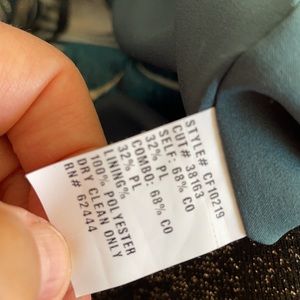 STYLE# CF10219
CUT# 38163
SELF: 68% CO
32% PL
COMBO: 68% CO
32% PL
LINING%
100% POLYESTER
DRY CLEAN ONLY
RN# 62444